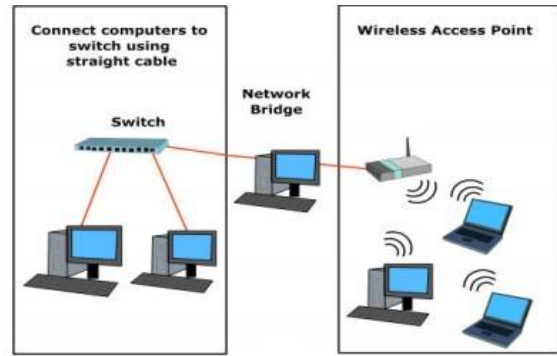 Connect computers to
switch using
straight cable
Switch
Network
Bridge
Wireless Access Point